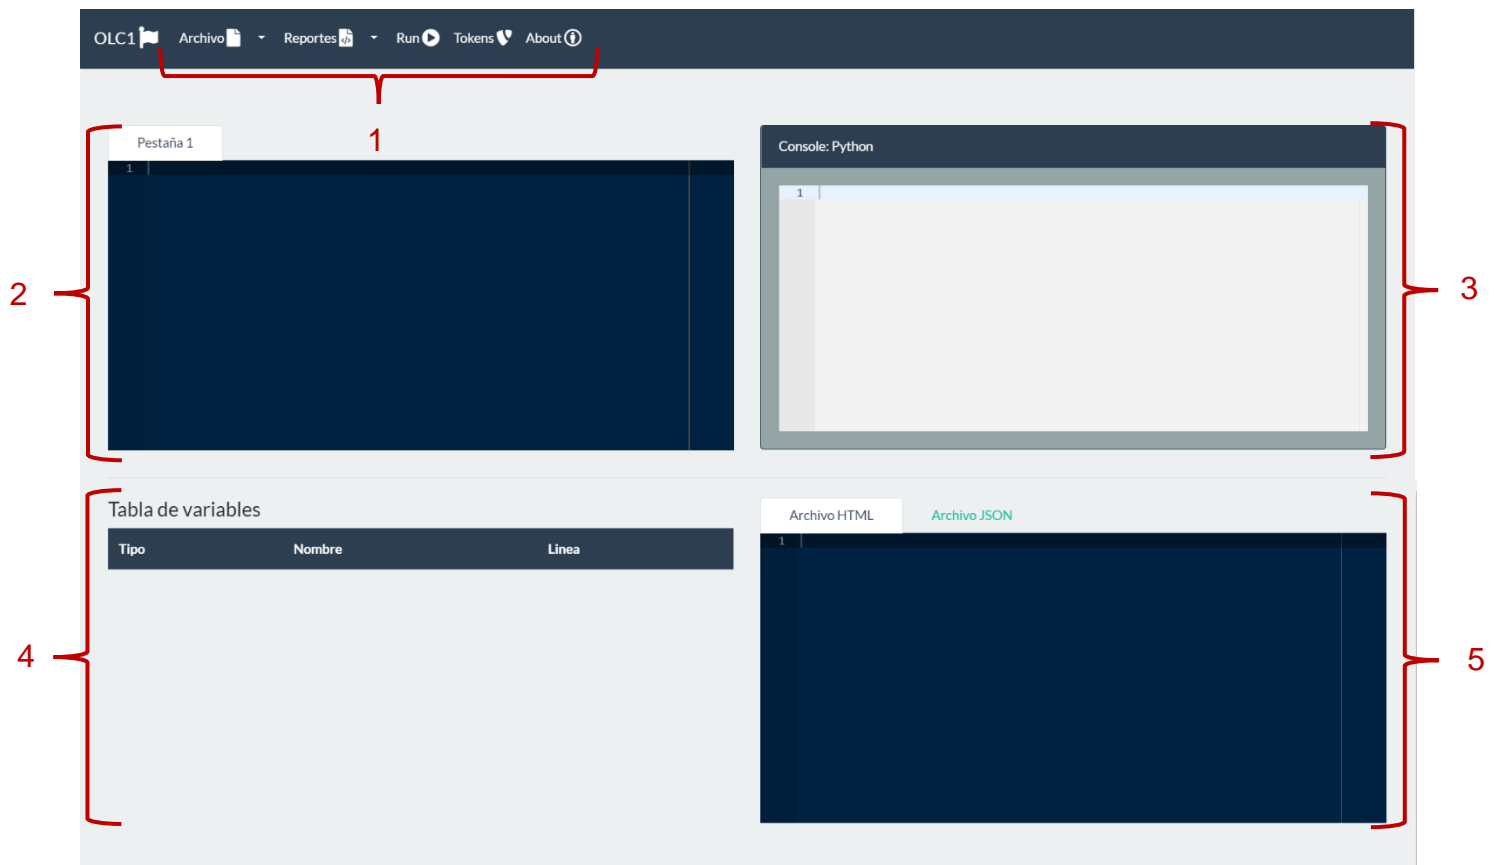 OLC1 Archivo Reportes Run Tokens About
1
Pestaña 1
1
2
Console: Python
1
3
Tabla de variables
Tipo Nombre Linea
4
Archivo HTML Archivo JSON
1
5